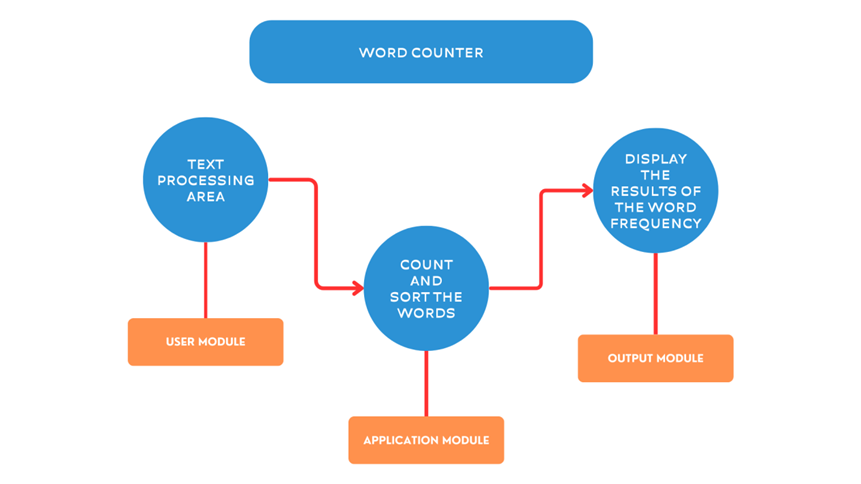 WORD COUNTER
TEXT
PROCESSING
AREA
DISPLAY
THE
RESULTS OF
THE WORD
FREQUENCY
COUNT
AND
SORT THE
WORDS
USER MODULE
OUTPUT MODULE
APPLICATION MODULE